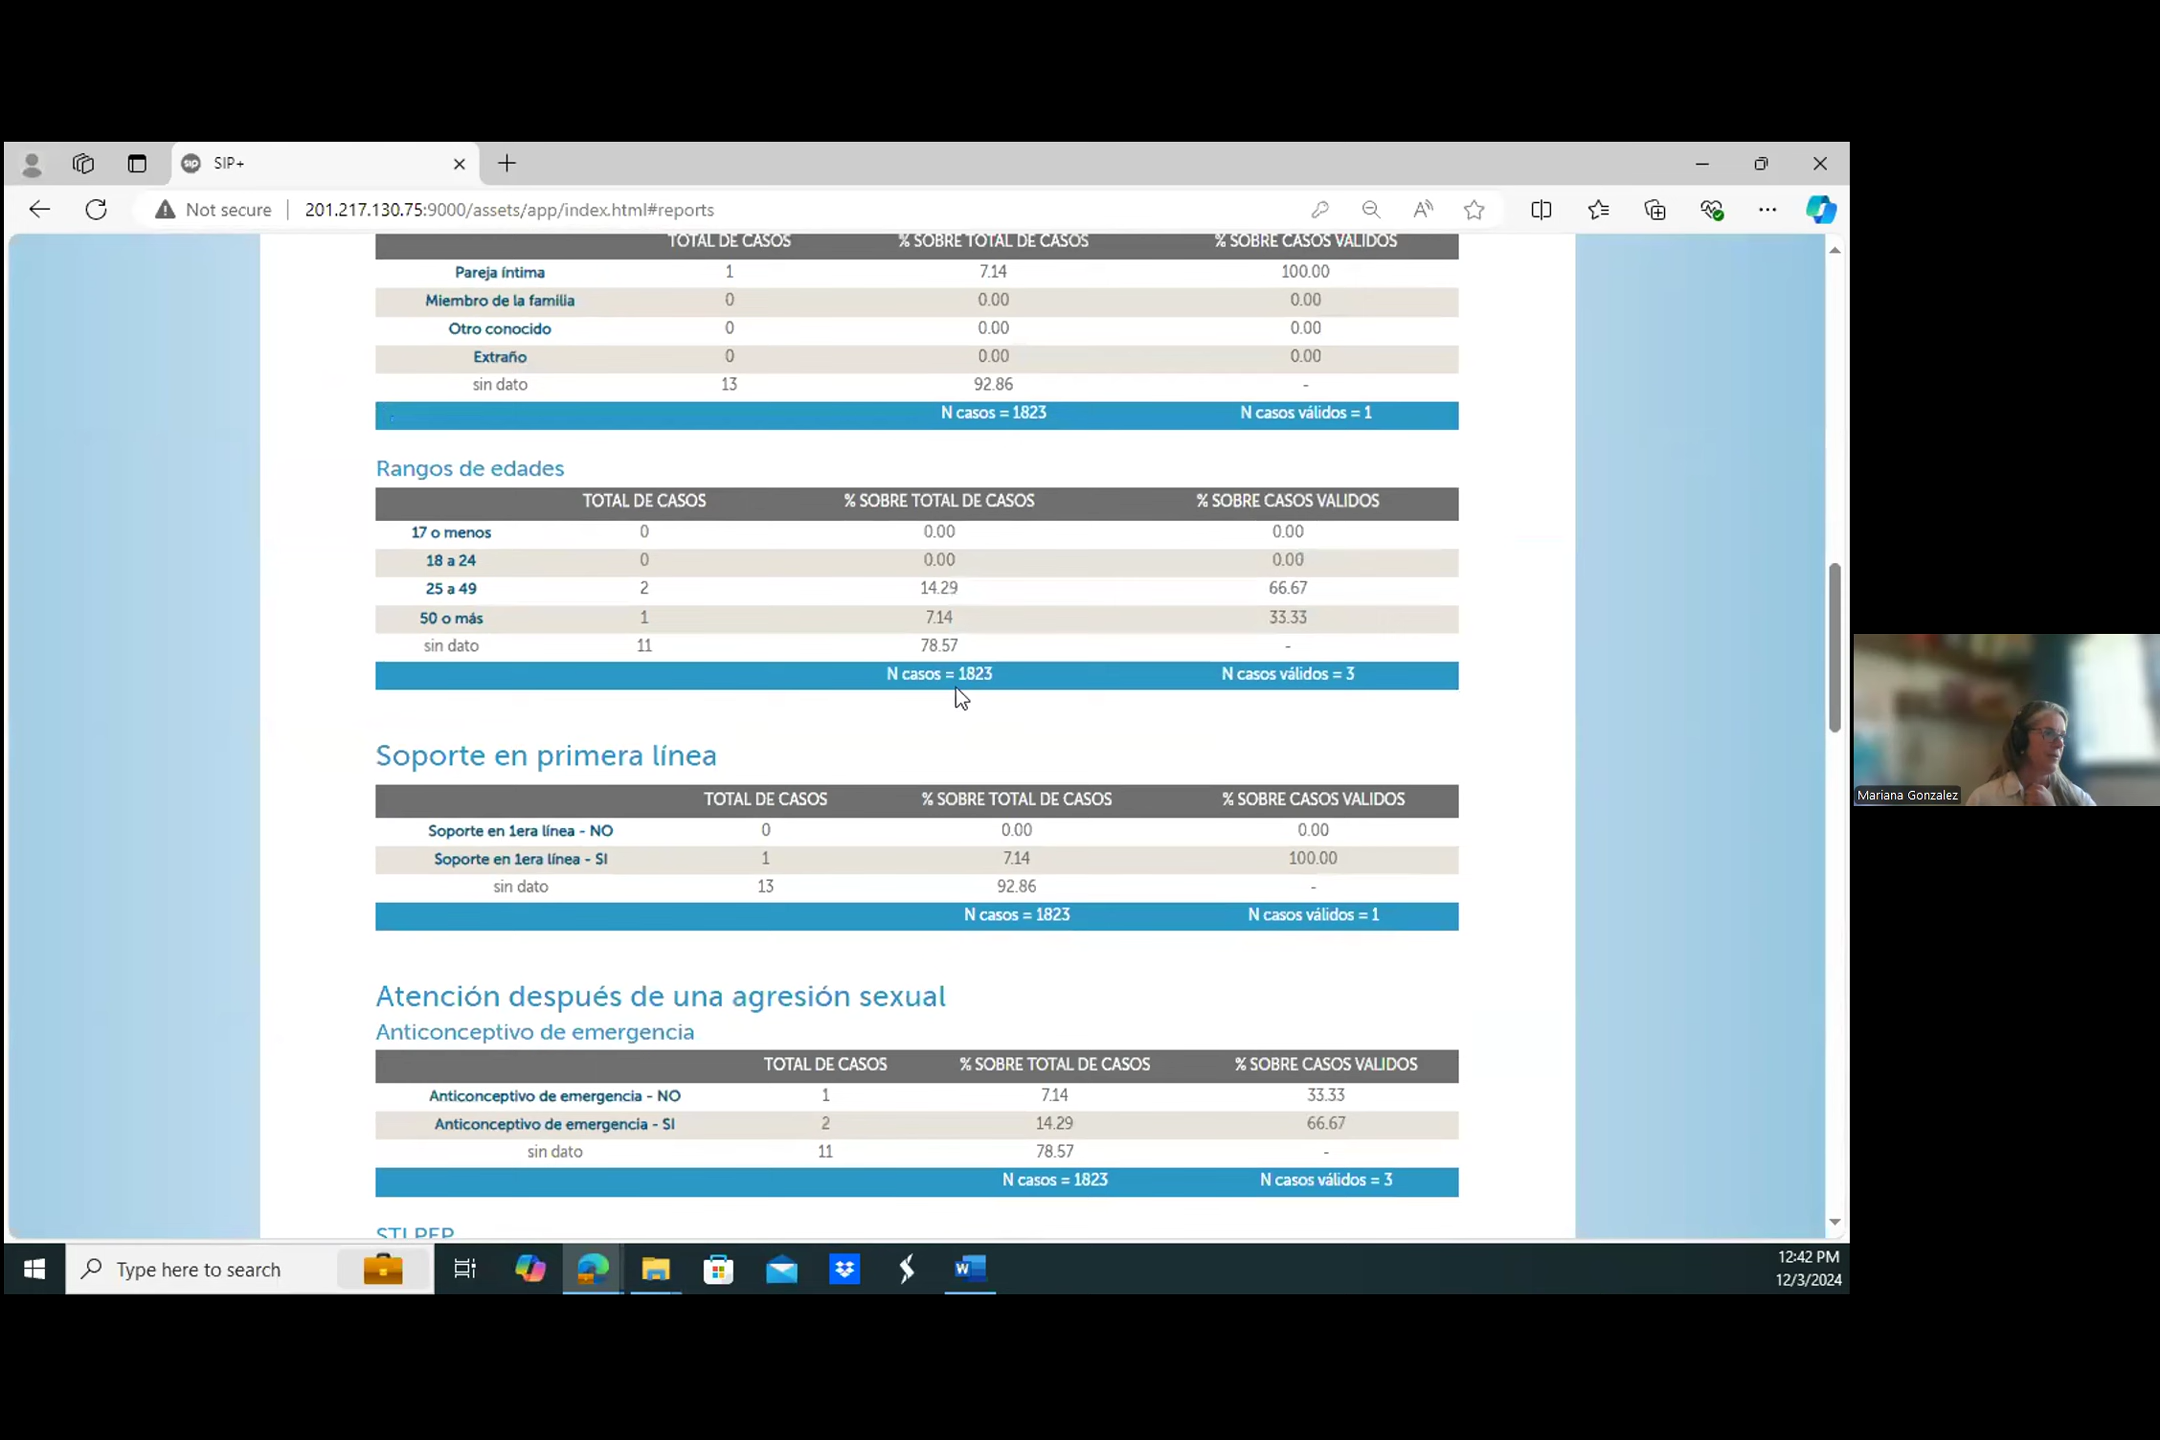 SIP+
Not secure 201.217.130.75:9000/assets/app/index.html#reports
TOTAL DE CASOS % SOBRE TOTAL DE CASOS % SOBRE CASOS VALIDOS
Pareja íntima 1 7.14 100.00
Miembro de la familia 0 0.00 0.00
Otro conocido 0 0.00 0.00
Extraño 0 0.00 0.00
sin dato 13 92.86 -
N casos = 1823 N casos válidos = 1
Rangos de edades
TOTAL DE CASOS % SOBRE TOTAL DE CASOS % SOBRE CASOS VALIDOS
17 o menos 0 0.00 0.00
18 a 24 0 0.00 0.00
25 a 49 2 14.29 66.67
50 o más 1 7.14 33.33
sin dato 11 78.57 -
N casos = 1823 N casos válidos = 3
Soporte en primera línea
TOTAL DE CASOS % SOBRE TOTAL DE CASOS % SOBRE CASOS VALIDOS
Soporte en 1era línea - NO 0 0.00 0.00
Soporte en 1era línea - SI 1 7.14 100.00
sin dato 13 92.86 -
N casos = 1823 N casos válidos = 1
Atención después de una agresión sexual
Anticonceptivo de emergencia
TOTAL DE CASOS % SOBRE TOTAL DE CASOS % SOBRE CASOS VALIDOS
Anticonceptivo de emergencia - NO 1 7.14 33.33
Anticonceptivo de emergencia - SI 2 14.29 66.67
sin dato 11 78.57 -
N casos = 1823 N casos válidos = 3
STI PEP
Type here to search
12:42 PM
12/3/2024
Mariana Gonzalez